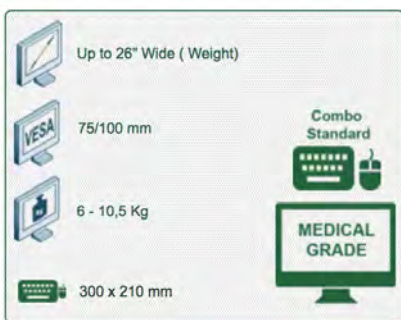 Up to 26" Wide ( Weight)
VESA
75/100 mm
6 - 10,5 Kg
300 x 210 mm
Combo
Standard
MEDICAL
GRADE